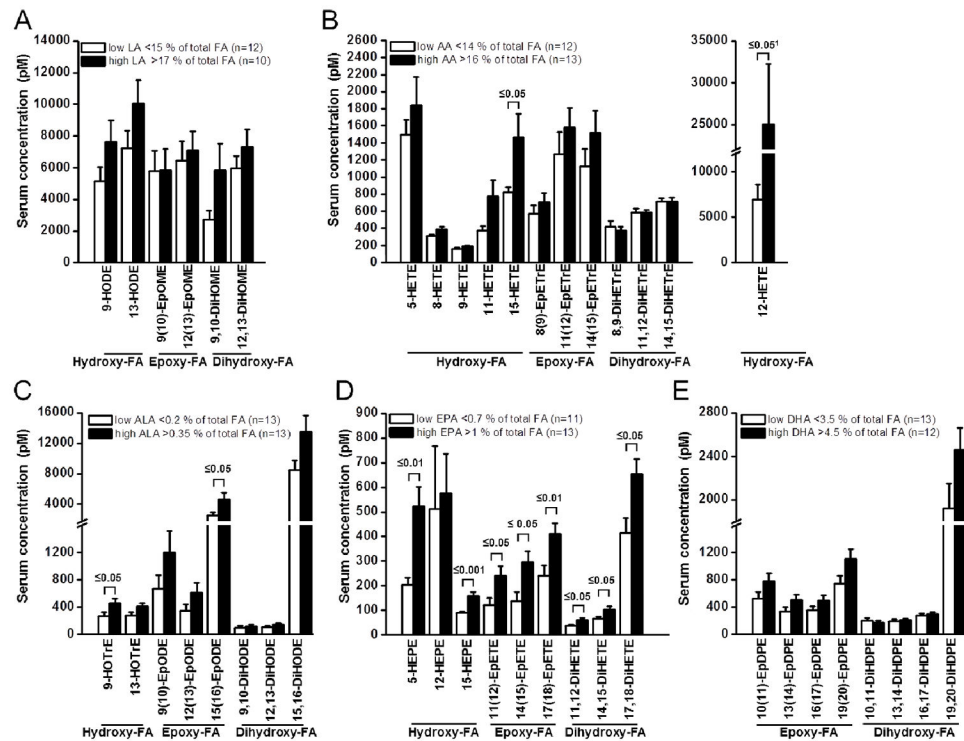 A
low LA <15 % of total FA (n=12)
high LA >17 % of total FA (n=10)
Serum concentration (pM)
14000
12000
10000
8000
6000
4000
2000
0
9-HODE
13-HODE
9(10)-EpOME
12(13)-EpOME
9,10-DiHOME
12,13-DiHOME
Hydroxy-FA Epoxy-FA Dihydroxy-FA
B
low AA <14 % of total FA (n=12)
high AA >16 % of total FA (n=13)
Serum concentration (pM)
2600
2400
2200
2000
1800
1600
1400
1200
1000
800
600
400
200
0
≤0.05
5-HETE
8-HETE
9-HETE
11-HETE
15-HETE
8(9)-EpETrE
11(12)-EpETrE
14(15)-EpETrE
8,9-DiHETrE
11,12-DiHETrE
14,15-DiHETrE
Hydroxy-FA Epoxy-FA Dihydroxy-FA
35000
30000
25000
10000
5000
0
≤0.05¹
12-HETE
Hydroxy-FA
C
low ALA <0.2 % of total FA (n=13)
high ALA >0.35 % of total FA (n=13)
Serum concentration (pM)
16000
12000
8000
4000
1200
800
400
0
≤0.05
≤0.05
9-HOTrE
13-HOTrE
9(10)-EpODE
12(13)-EpODE
15(16)-EpODE
9,10-DiHODE
12,13-DiHODE
15,16-DiHODE
Hydroxy-FA Epoxy-FA Dihydroxy-FA
D
low EPA <0.7 % of total FA (n=11)
high EPA >1 % of total FA (n=13)
Serum concentration (pM)
900
800
700
600
500
400
300
200
100
0
≤0.01
≤0.001
≤0.05
≤ 0.05
≤0.01
≤0.05
≤0.05
≤0.05
5-HEPE
12-HEPE
15-HEPE
11(12)-EpETE
14(15)-EpETE
17(18)-EpETE
11,12-DiHETE
14,15-DiHETE
17,18-DiHETE
Hydroxy-FA Epoxy-FA Dihydroxy-FA
E
low DHA <3.5 % of total FA (n=13)
high DHA >4.5 % of total FA (n=12)
Serum concentration (pM)
2800
2400
2000
1200
800
400
0
10(11)-EpDPE
13(14)-EpDPE
16(17)-EpDPE
19(20)-EpDPE
10,11-DiHDPE
13,14-DiHDPE
16,17-DiHDPE
19,20-DiHDPE
Epoxy-FA Dihydroxy-FA